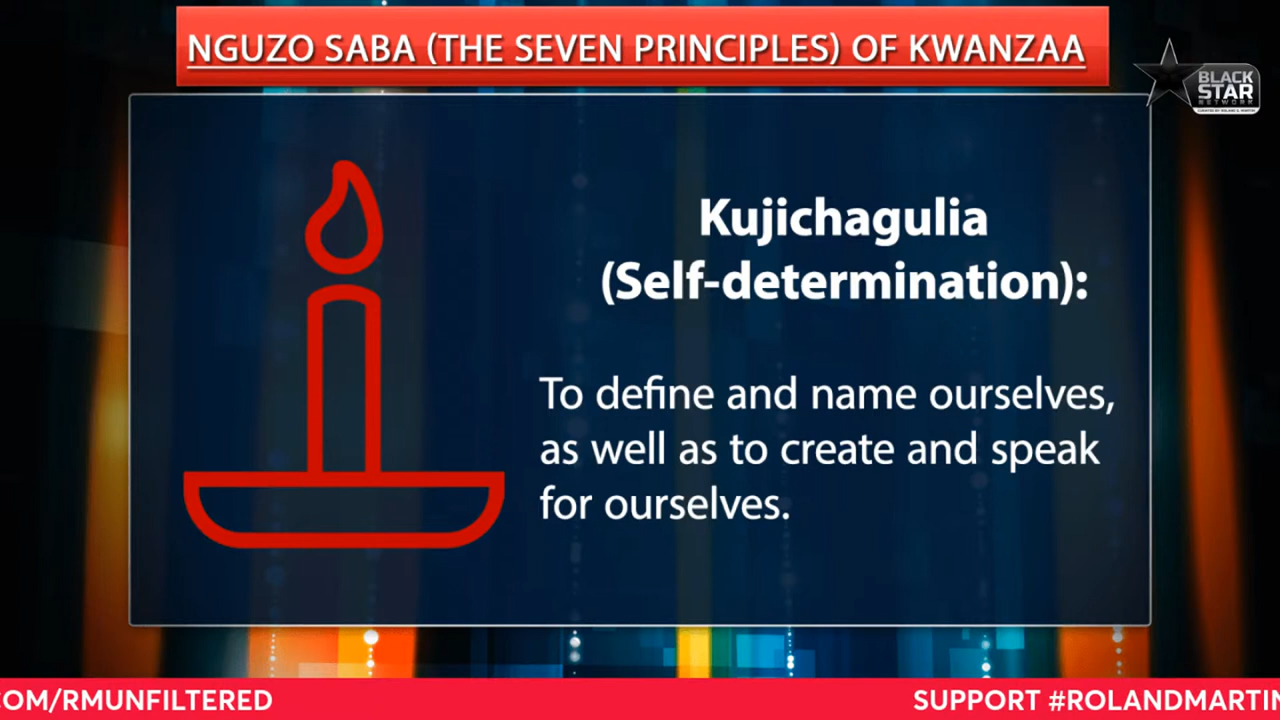 NGUZO SABA (THE SEVEN PRINCIPLES) OF KWANZAA
BLACK
STAR
NETWORK
Kujichagulia
(Self-determination):
To define and name ourselves,
as well as to create and speak
for ourselves.
COM/RMUNFILTERED
SUPPORT #ROLANDMARTIN